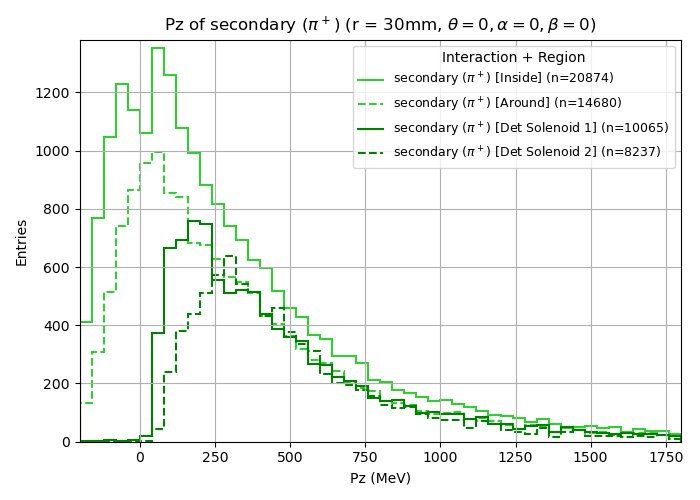 Pz of secondary (π⁺) (r = 30mm, θ = 0, α = 0, β = 0)
Interaction + Region
secondary (π⁺) [Inside] (n=20874)
secondary (π⁺) [Around] (n=14680)
secondary (π⁺) [Det Solenoid 1] (n=10065)
secondary (π⁺) [Det Solenoid 2] (n=8237)
1200
1000
800
600
400
200
0
Entries
0 250 500 750 1000 1250 1500 1750
Pz (MeV)